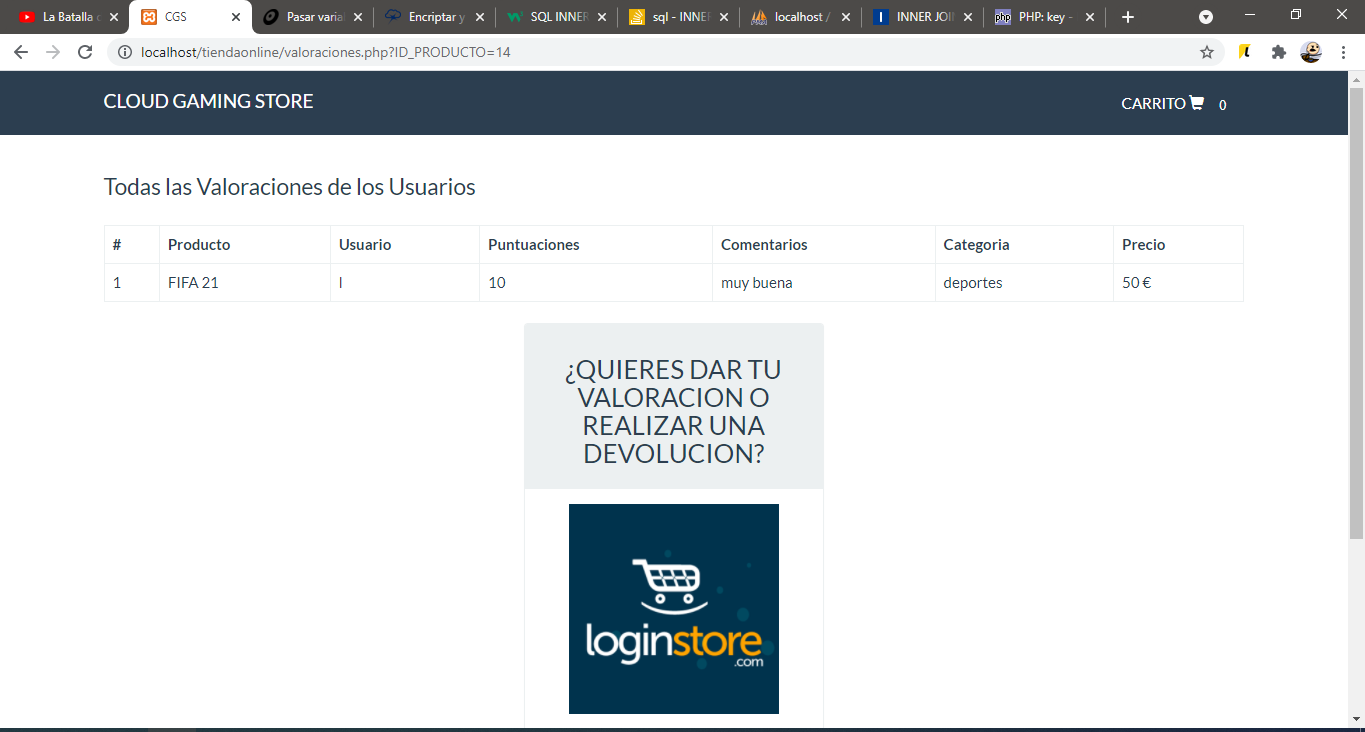 La Batalla c
CGS
Pasar varial
Encriptar y
SQL INNER
sql - INNER
localhost /
INNER JOI
PHP: key -
localhost/tiendaonline/valoraciones.php?ID_PRODUCTO=14
CLOUD GAMING STORE
CARRITO 0
Todas las Valoraciones de los Usuarios
# Producto Usuario Puntuaciones Comentarios Categoria Precio
1 FIFA 21 l 10 muy buena deportes 50 €
¿QUIERES DAR TU
VALORACION O
REALIZAR UNA
DEVOLUCION?
loginstore
.com